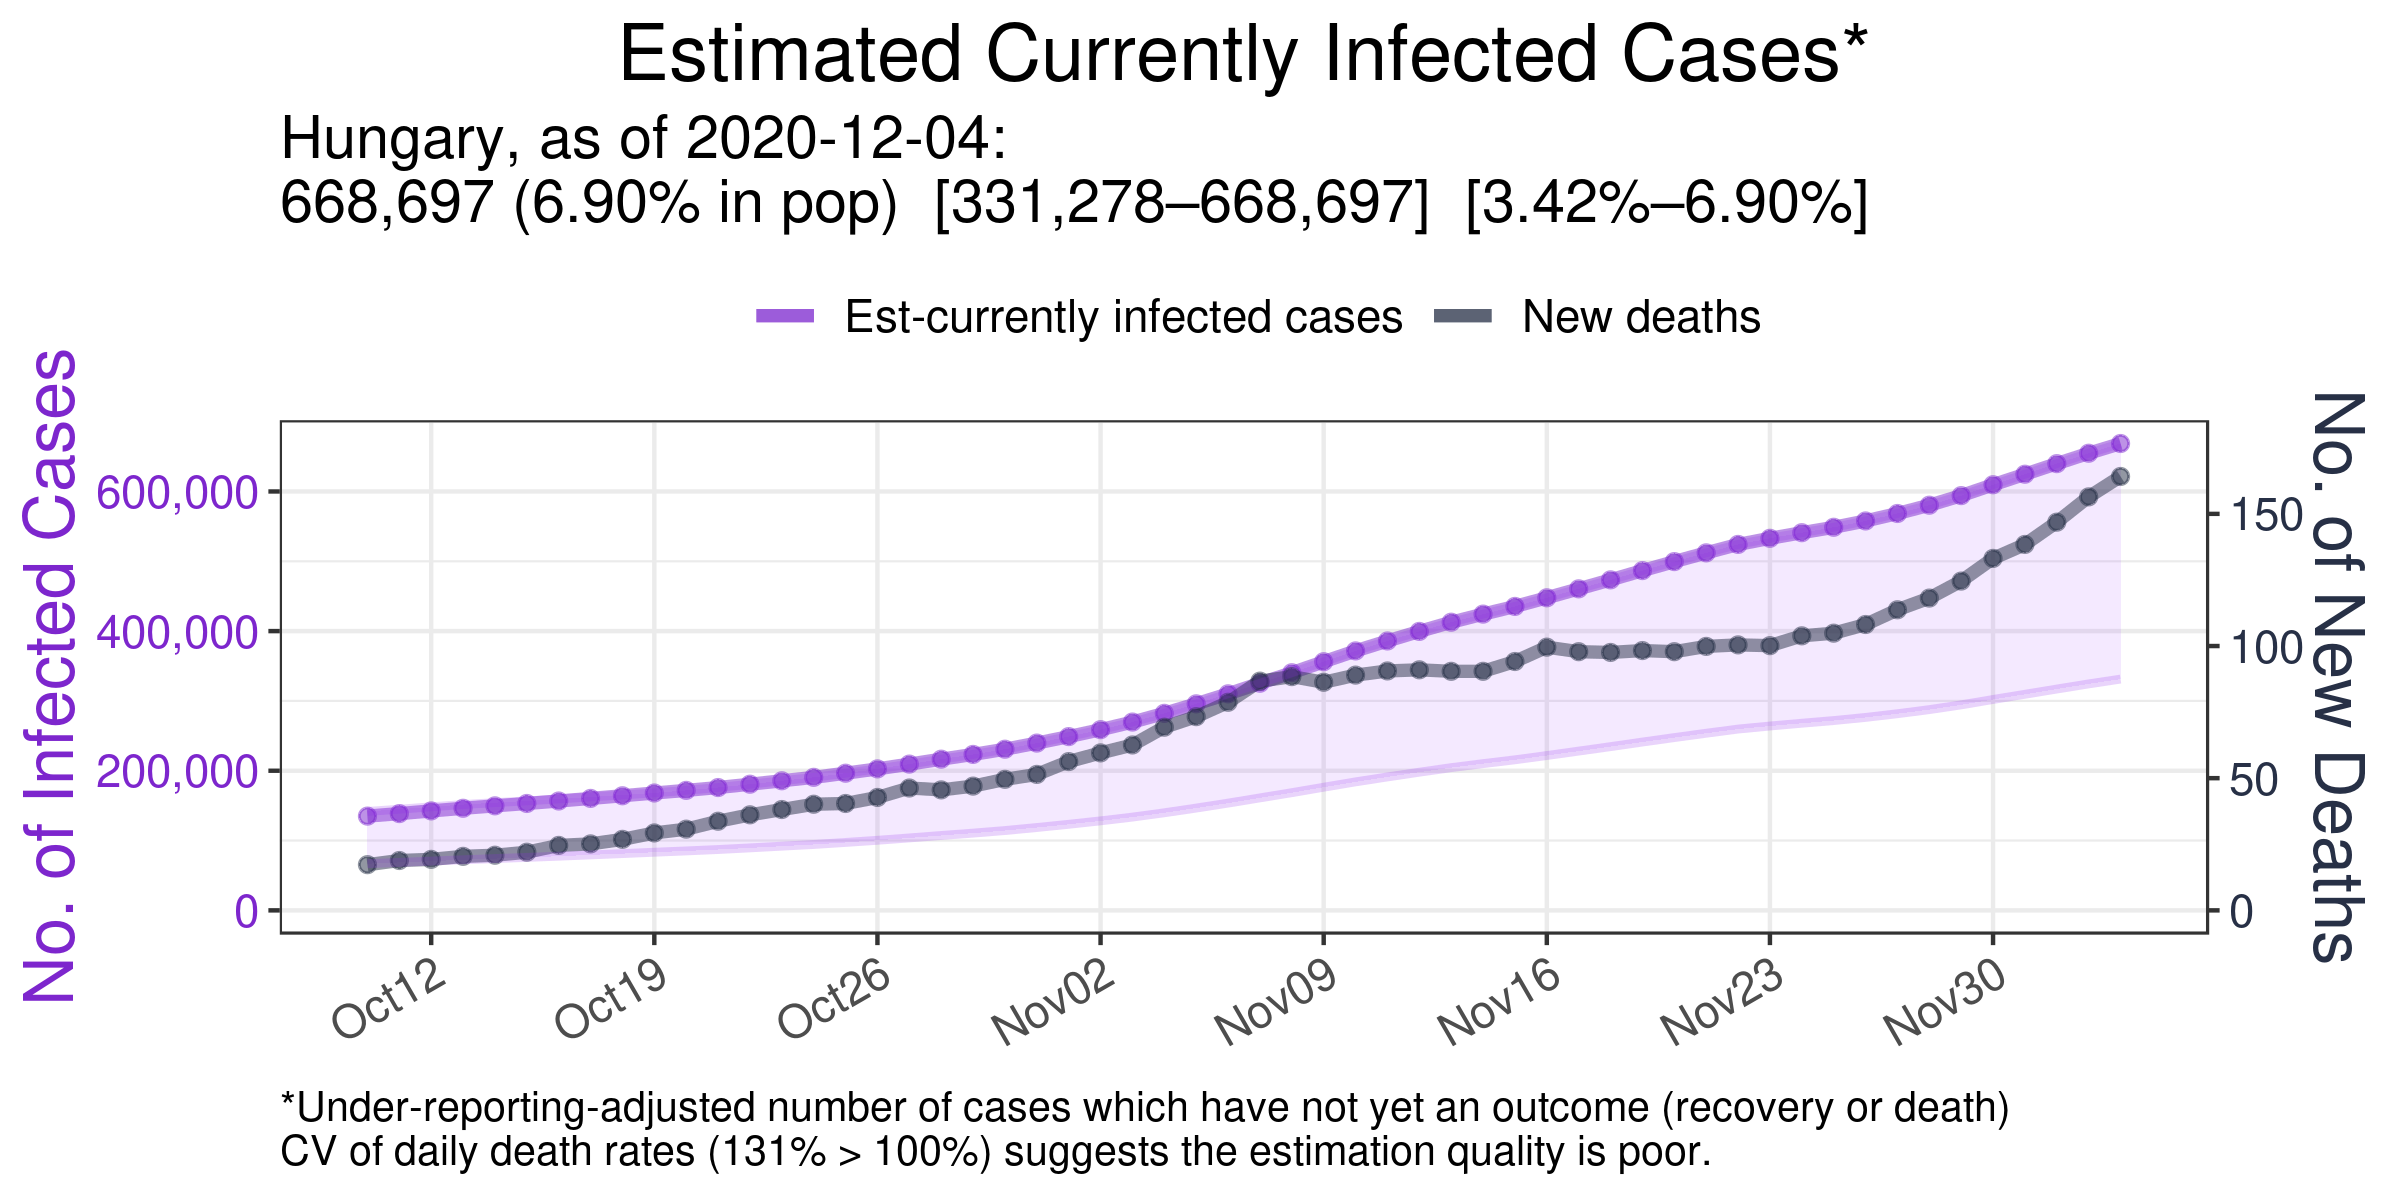 Estimated Currently Infected Cases*
Hungary, as of 2020-12-04:
668,697 (6.90% in pop) [331,278–668,697] [3.42%–6.90%]
Est-currently infected cases
New deaths
No. of Infected Cases
600,000
400,000
200,000
0
No. of New Deaths
150
100
50
0
Oct12
Oct19
Oct26
Nov02
Nov09
Nov16
Nov23
Nov30
*Under-reporting-adjusted number of cases which have not yet an outcome (recovery or death)
CV of daily death rates (131% > 100%) suggests the estimation quality is poor.